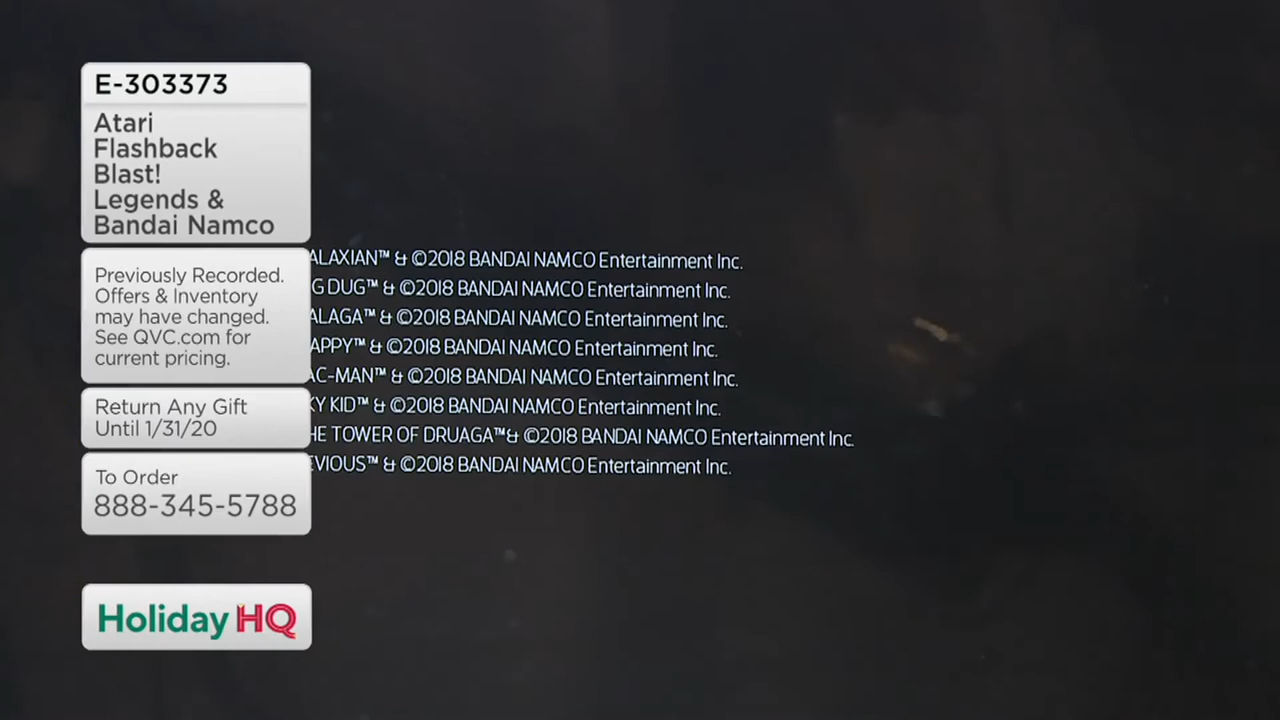 E-303373
Atari
Flashback
Blast!
Legends &
Bandai Namco
Previously Recorded.
Offers & Inventory
may have changed.
See QVC.com for
current pricing.
Return Any Gift
Until 1/31/20
To Order
888-345-5788
Holiday HQ
ALAXIAN™ & ©2018 BANDAI NAMCO Entertainment Inc.
G DUG™ & ©2018 BANDAI NAMCO Entertainment Inc.
ALAGA™ & ©2018 BANDAI NAMCO Entertainment Inc.
APPY™ & ©2018 BANDAI NAMCO Entertainment Inc.
AC-MAN™ & ©2018 BANDAI NAMCO Entertainment Inc.
KY KID™ & ©2018 BANDAI NAMCO Entertainment Inc.
HE TOWER OF DRUAGA™& ©2018 BANDAI NAMCO Entertainment Inc.
EVIOUS™ & ©2018 BANDAI NAMCO Entertainment Inc.